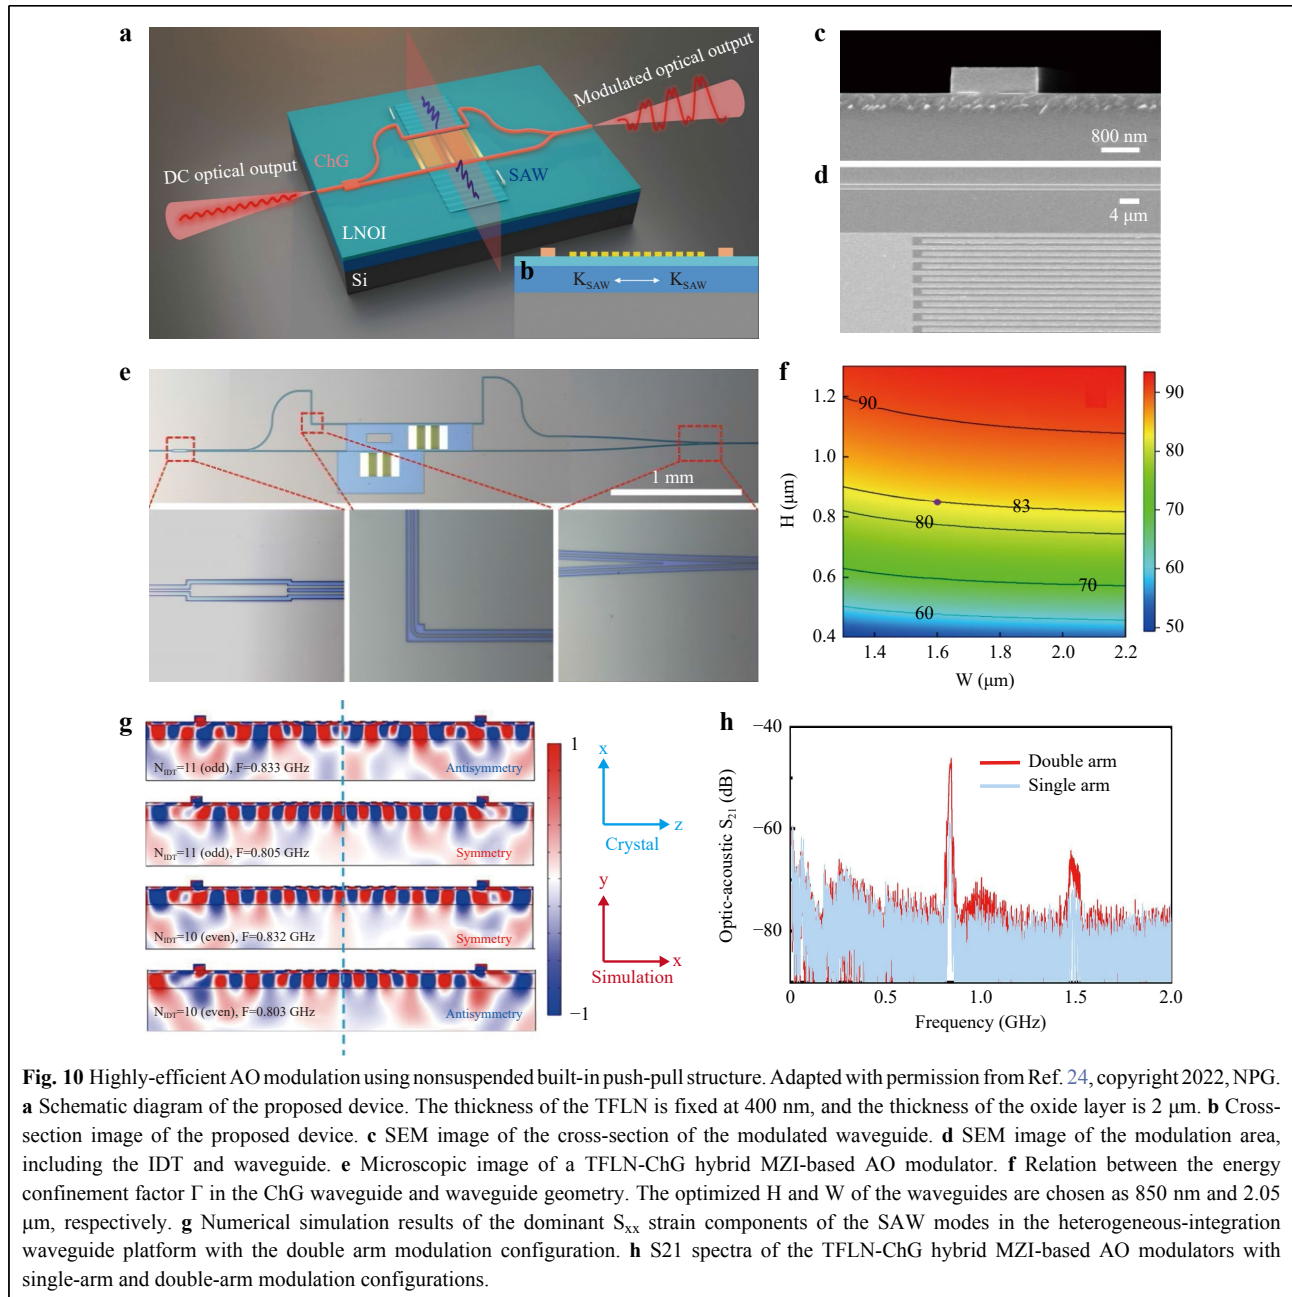 a
DC optical output
ChG
Modulated optical output
SAW
LNOI
Si
b
K_SAW K_SAW
c
800 nm
d
4 μm
e
1 mm
f
H (μm)
1.2
1.0
0.8
0.6
0.4
90
83
80
70
60
1.4 1.6 1.8 2.0 2.2
W (μm)
90
80
70
60
50
g
N_IDT=11 (odd), F=0.833 GHz Antisymmetry
N_IDT=11 (odd), F=0.805 GHz Symmetry
N_IDT=10 (even), F=0.832 GHz Symmetry
N_IDT=10 (even), F=0.803 GHz Antisymmetry
1
−1
x
z
Crystal
y
x
Simulation
h
Optic-acoustic S21 (dB)
−40
−60
−80
Double arm
Single arm
0 0.5 1.0 1.5 2.0
Frequency (GHz)
Fig. 10 Highly-efficient AO modulation using nonsuspended built-in push-pull structure. Adapted with permission from Ref. 24, copyright 2022, NPG.
a Schematic diagram of the proposed device. The thickness of the TFLN is fixed at 400 nm, and the thickness of the oxide layer is 2 μm. b Cross-
section image of the proposed device. c SEM image of the cross-section of the modulated waveguide. d SEM image of the modulation area,
including the IDT and waveguide. e Microscopic image of a TFLN-ChG hybrid MZI-based AO modulator. f Relation between the energy
confinement factor Γ in the ChG waveguide and waveguide geometry. The optimized H and W of the waveguides are chosen as 850 nm and 2.05
μm, respectively. g Numerical simulation results of the dominant Sxx strain components of the SAW modes in the heterogeneous-integration
waveguide platform with the double arm modulation configuration. h S21 spectra of the TFLN-ChG hybrid MZI-based AO modulators with
single-arm and double-arm modulation configurations.